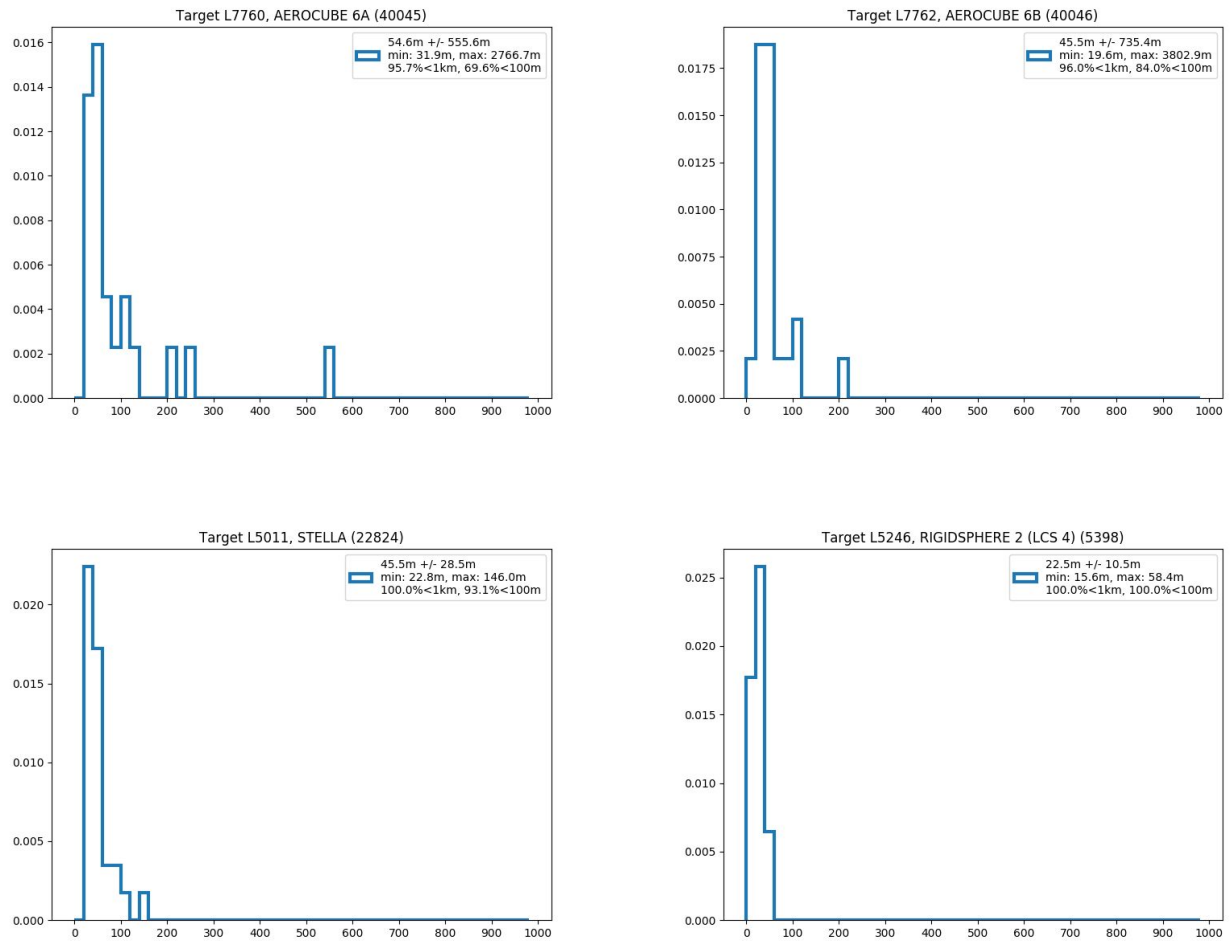 Target L7760, AEROCUBE 6A (40045)
54.6m +/- 555.6m
min: 31.9m, max: 2766.7m
95.7%<1km, 69.6%<100m
0.016
0.014
0.012
0.010
0.008
0.006
0.004
0.002
0.000
0 100 200 300 400 500 600 700 800 900 1000
Target L7762, AEROCUBE 6B (40046)
45.5m +/- 735.4m
min: 19.6m, max: 3802.9m
96.0%<1km, 84.0%<100m
0.0175
0.0150
0.0125
0.0100
0.0075
0.0050
0.0025
0.0000
0 100 200 300 400 500 600 700 800 900 1000
Target L5011, STELLA (22824)
45.5m +/- 28.5m
min: 22.8m, max: 146.0m
100.0%<1km, 93.1%<100m
0.020
0.015
0.010
0.005
0.000
0 100 200 300 400 500 600 700 800 900 1000
Target L5246, RIGIDSPHERE 2 (LCS 4) (5398)
22.5m +/- 10.5m
min: 15.6m, max: 58.4m
100.0%<1km, 100.0%<100m
0.025
0.020
0.015
0.010
0.005
0.000
0 100 200 300 400 500 600 700 800 900 1000